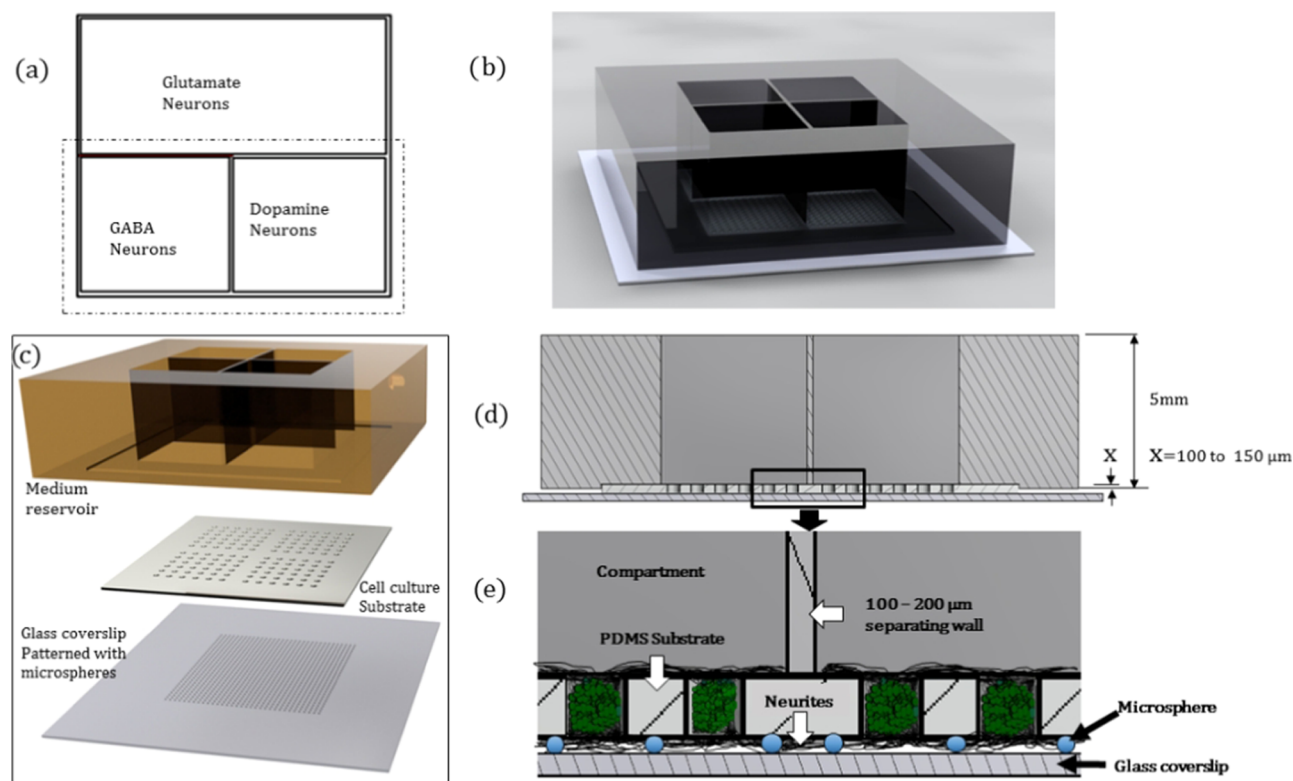 (a)
Glutamate
Neurons
GABA
Neurons
Dopamine
Neurons
(b)
(c)
Medium
reservoir
Cell culture
Substrate
Glass coverslip
Patterned with
microspheres
(d)
5mm
X
X=100 to 150 μm
(e)
Compartment
100 – 200 μm
separating wall
PDMS Substrate
Neurites
Microsphere
Glass coverslip